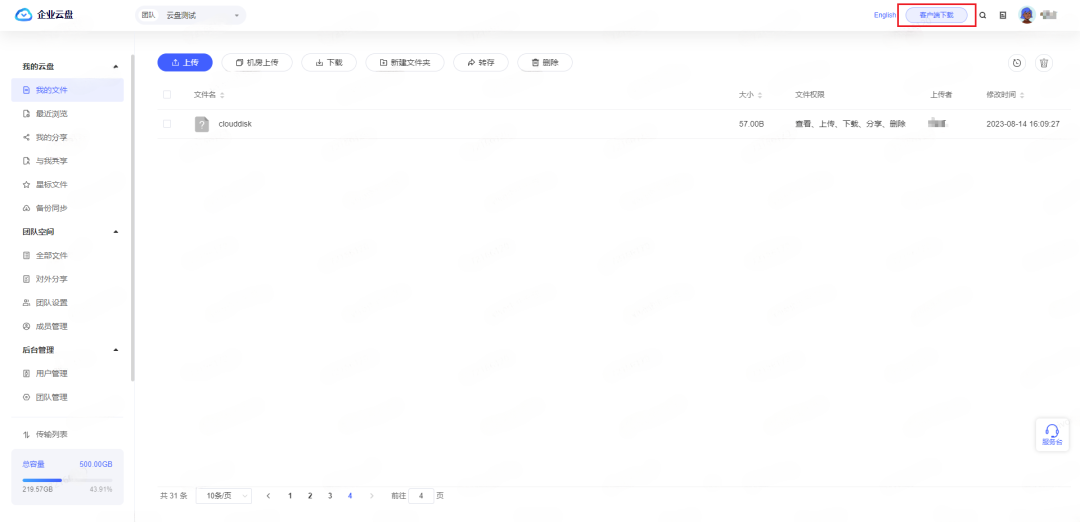 企业云盘
团队 云盘测试
English 客户端下载
我的云盘
我的文件
最近浏览
我的分享
与我共享
星标文件
备份同步
团队空间
全部文件
对外分享
团队设置
成员管理
后台管理
用户管理
团队管理
传输列表
总容量 500.00GB
219.57GB 43.91%
上传 机房上传 下载 新建文件夹 转存 删除
文件名 大小 文件权限 上传者 修改时间
clouddisk 57.00B 查看、上传、下载、分享、删除 2023-08-14 16:09:27
服务台
共 31 条 10条/页 1 2 3 4 前往 4 页